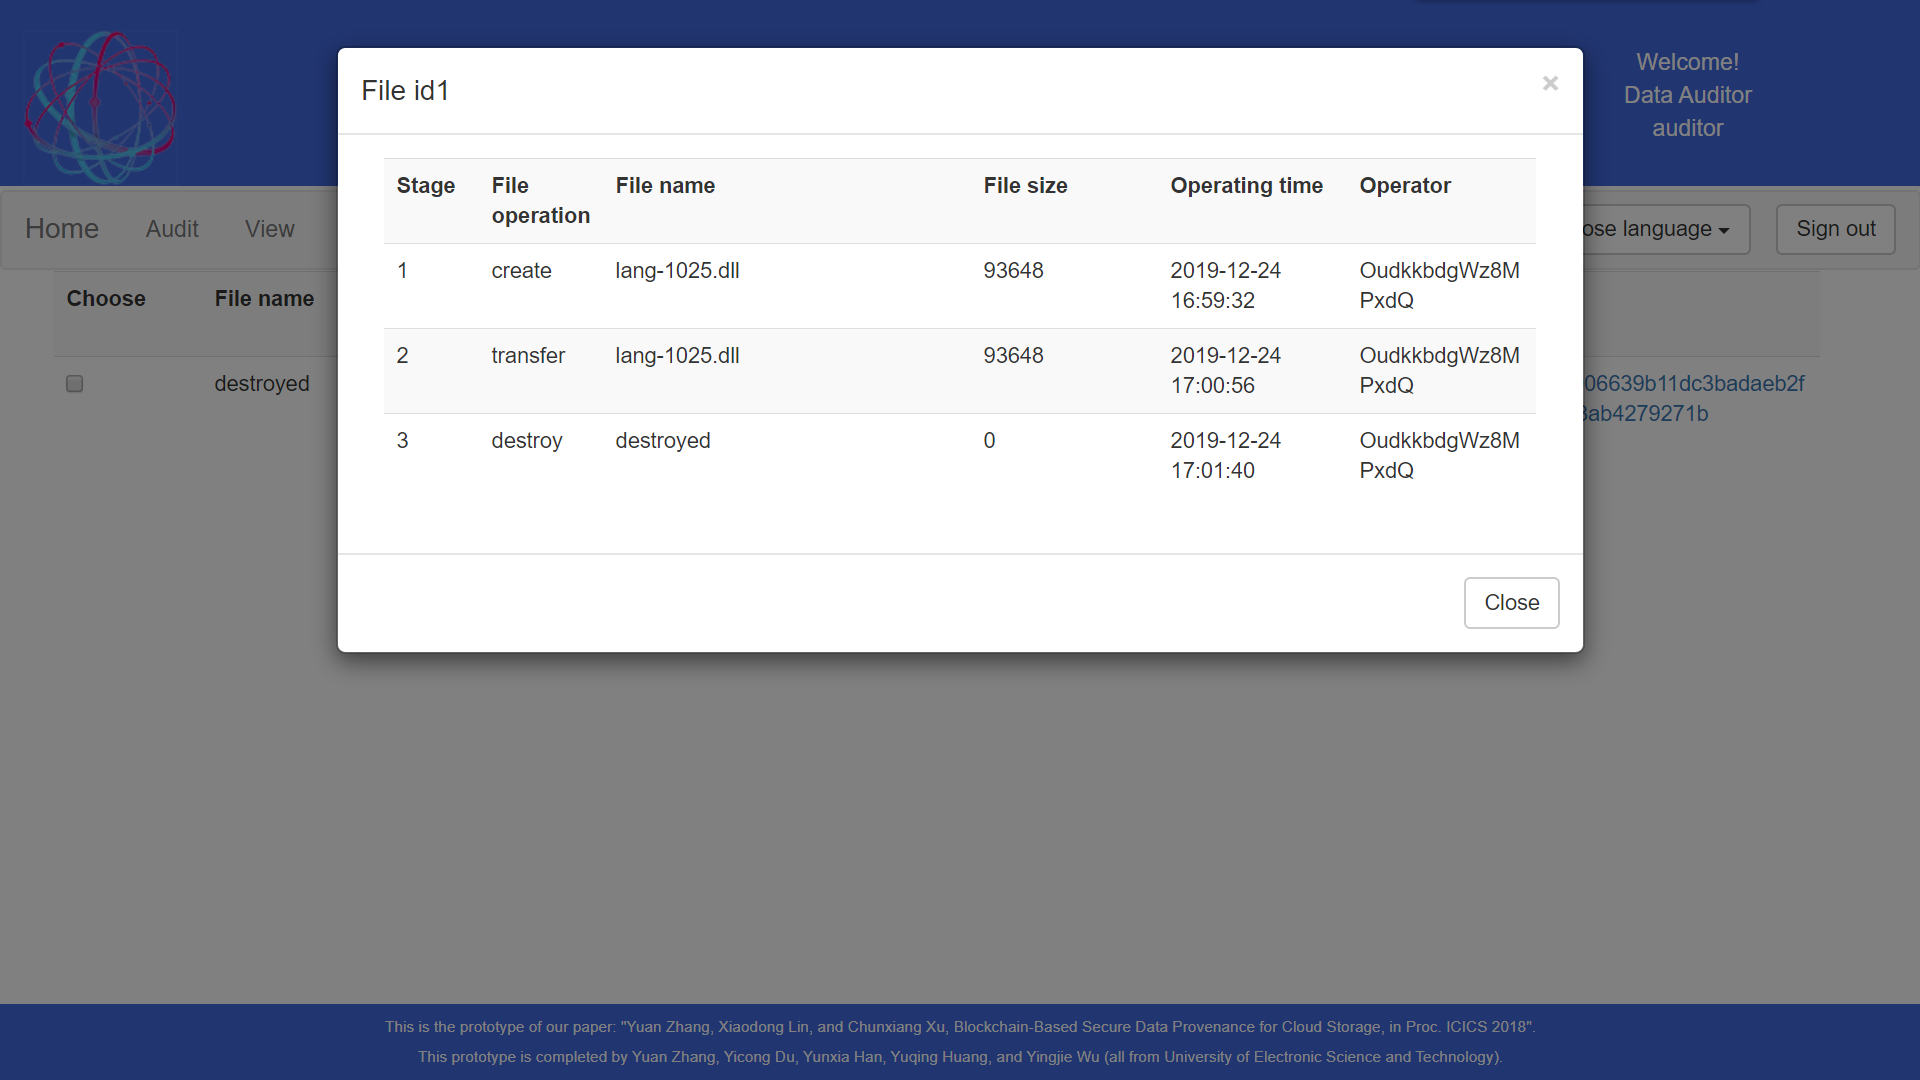 Welcome!
Data Auditor
auditor
Home Audit View
ose language
Sign out
Choose File name
destroyed
06639b11dc3badaeb2f
ab4279271b
File id1
×
Stage File operation File name File size Operating time Operator
1 create lang-1025.dll 93648 2019-12-24 16:59:32 OudkkbdgWz8MPxdQ
2 transfer lang-1025.dll 93648 2019-12-24 17:00:56 OudkkbdgWz8MPxdQ
3 destroy destroyed 0 2019-12-24 17:01:40 OudkkbdgWz8MPxdQ
Close
This is the prototype of our paper: "Yuan Zhang, Xiaodong Lin, and Chunxiang Xu, Blockchain-Based Secure Data Provenance for Cloud Storage, in Proc. ICICS 2018".
This prototype is completed by Yuan Zhang, Yicong Du, Yunxia Han, Yuqing Huang, and Yingjie Wu (all from University of Electronic Science and Technology).